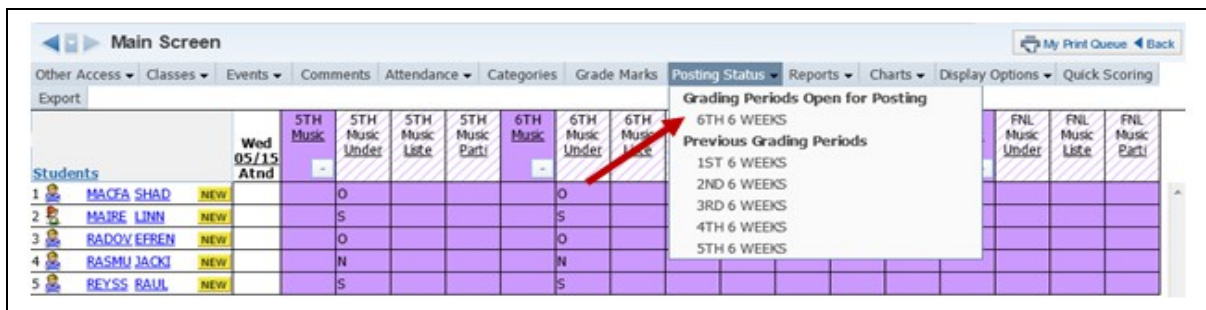 Main Screen
My Print Queue Back
Other Access Classes Events Comments Attendance Categories Grade Marks Posting Status Reports Charts Display Options Quick Scoring
Export
Grading Periods Open for Posting
6TH 6 WEEKS
Previous Grading Periods
1ST 6 WEEKS
2ND 6 WEEKS
3RD 6 WEEKS
4TH 6 WEEKS
5TH 6 WEEKS
5TH 5TH 5TH 5TH 6TH 6TH 6TH FNL FNL FNL
Music Music Music Music Music Music Music Music Music Music
Wed Under Liste Parti Under Liste Under Liste Parti
05/15
Students Atnd - -
1 MACFA SHAD NEW O O
2 MAIRE LINN NEW S S
3 RADOV EFREN NEW O O
4 RASMU JACKI NEW N N
5 REYSS RAUL NEW S S